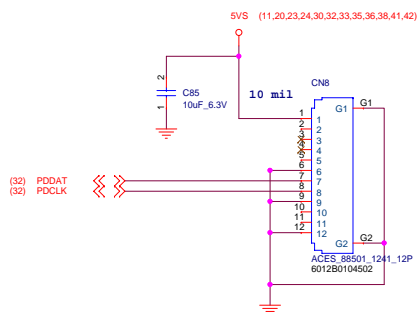 5VS (11,20,23,24,30,32,33,35,36,38,41,42)
2
C85
10uF_6.3V
1
10 mil
CN8
1 1
2 2
3 3
4 4
5 5
6 6
7 7
8 8
9 9
10 10
11 11
12 12
G1 G1
G2 G2
(32) PDDAT
(32) PDCLK
ACES_88501_1241_12P
6012B0104502